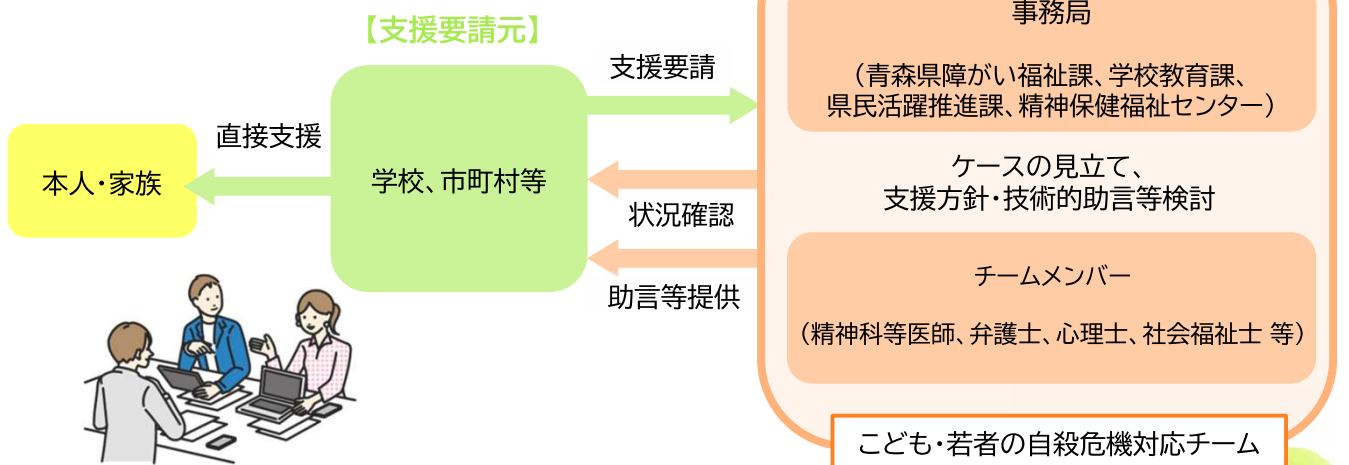 【支援要請元】
支援要請
直接支援
本人・家族
学校、市町村等
状況確認
助言等提供
事務局
（青森県障がい福祉課、学校教育課、
県民活躍推進課、精神保健福祉センター）
ケースの見立て、
支援方針・技術的助言等検討
チームメンバー
（精神科等医師、弁護士、心理士、社会福祉士 等）
こども・若者の自殺危機対応チーム